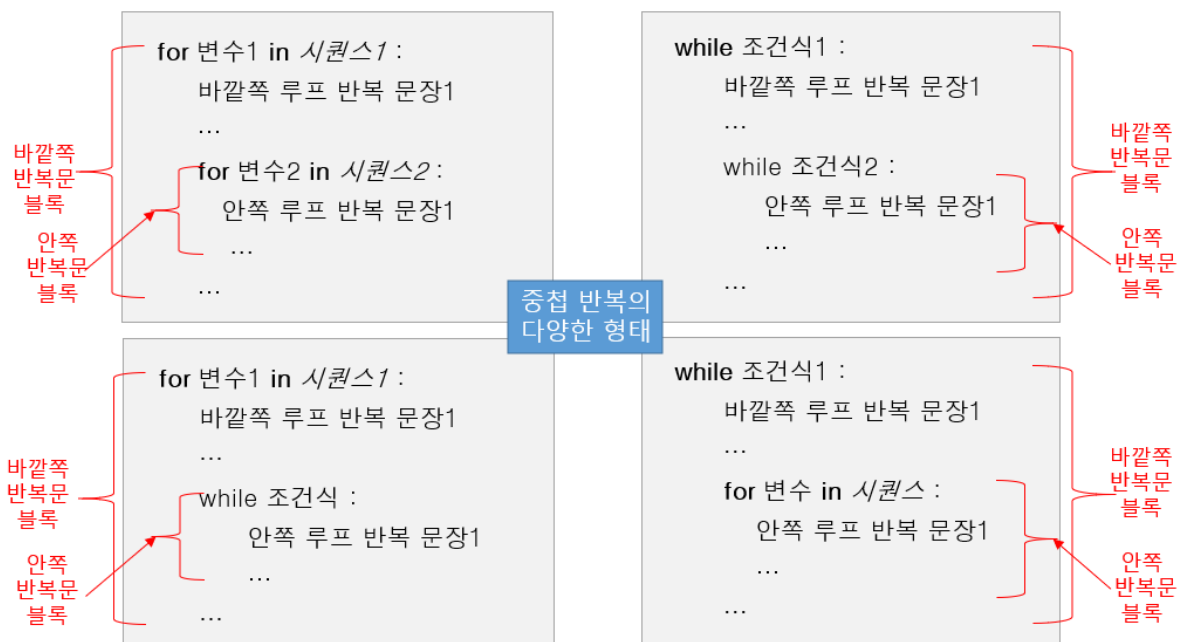 for 변수1 in 시퀀스1 :
바깥쪽 루프 반복 문장1
...
for 변수2 in 시퀀스2 :
안쪽 루프 반복 문장1
...
...
바깥쪽
반복문
블록
안쪽
반복문
블록
while 조건식1 :
바깥쪽 루프 반복 문장1
...
while 조건식2 :
안쪽 루프 반복 문장1
...
...
바깥쪽
반복문
블록
안쪽
반복문
블록
중첩 반복의
다양한 형태
for 변수1 in 시퀀스1 :
바깥쪽 루프 반복 문장1
...
while 조건식 :
안쪽 루프 반복 문장1
...
...
바깥쪽
반복문
블록
안쪽
반복문
블록
while 조건식1 :
바깥쪽 루프 반복 문장1
...
for 변수 in 시퀀스 :
안쪽 루프 반복 문장1
...
...
바깥쪽
반복문
블록
안쪽
반복문
블록